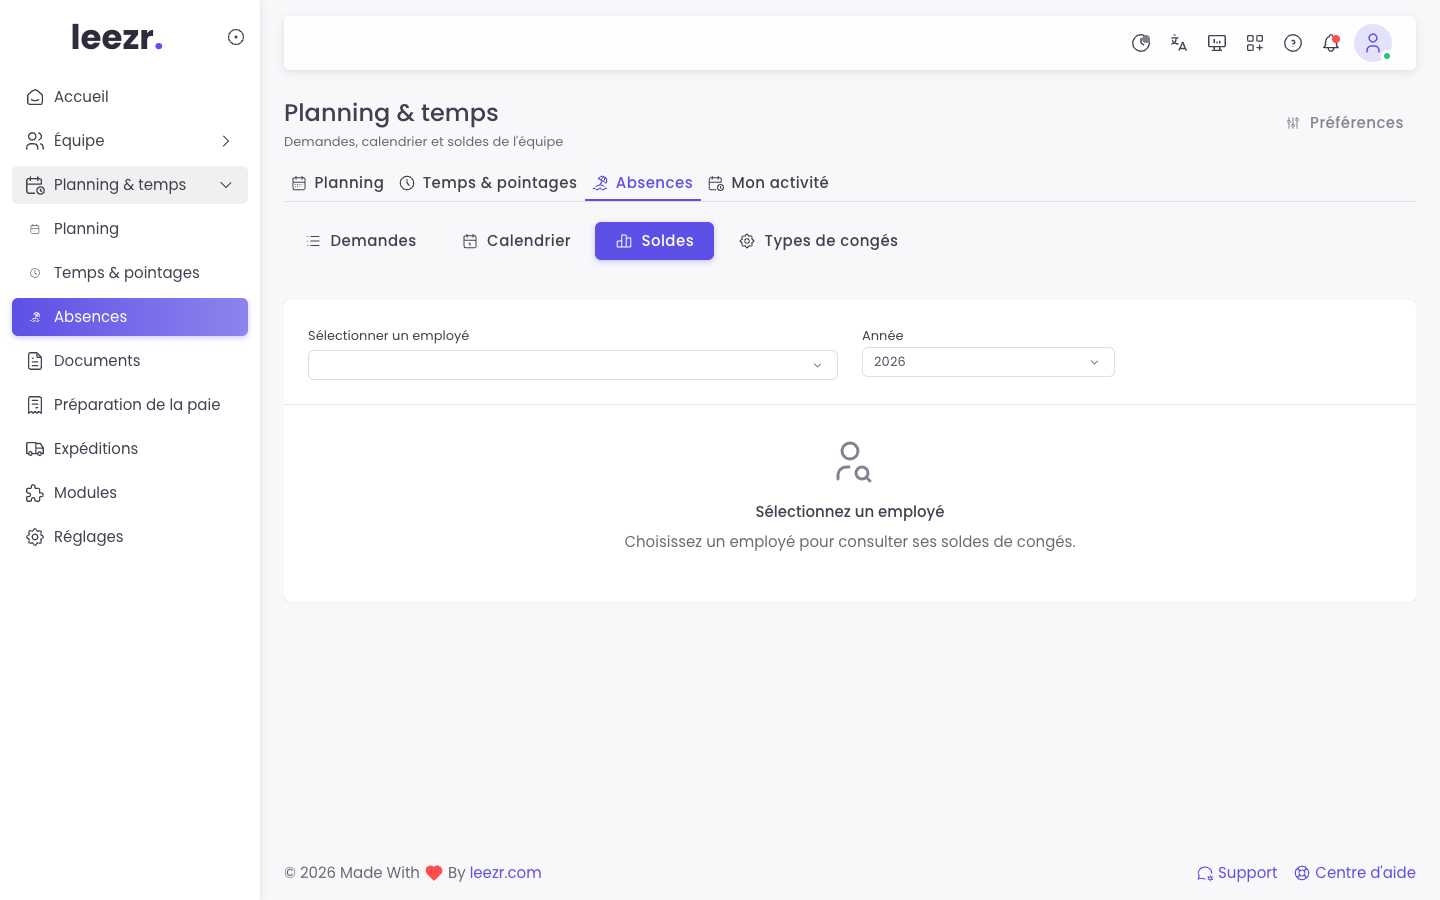 leezr.
Accueil
Équipe
Planning & temps
Planning
Temps & pointages
Absences
Documents
Préparation de la paie
Expéditions
Modules
Réglages
Planning & temps
Demandes, calendrier et soldes de l'équipe
Préférences
Planning Temps & pointages Absences Mon activité
Demandes Calendrier Soldes Types de congés
Sélectionner un employé
Année
2026
Sélectionnez un employé
Choisissez un employé pour consulter ses soldes de congés.
© 2026 Made With By leezr.com
Support Centre d'aide